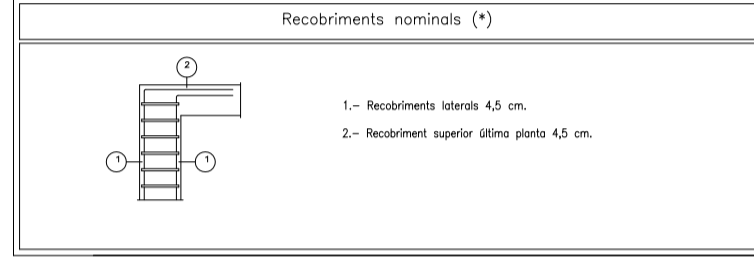 Recobriments nominals (*)
2
1.- Recobriments laterals 4,5 cm.
2.- Recobriment superior última planta 4,5 cm.
1
1